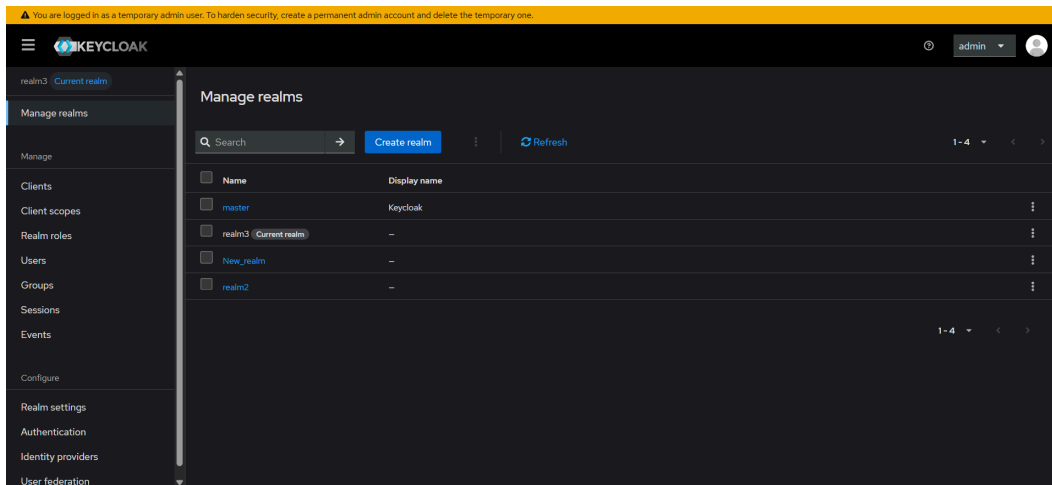 You are logged in as a temporary admin user. To harden security, create a permanent admin account and delete the temporary one.
KEYCLOAK
admin
realm3 Current realm
Manage realms
Manage
Clients
Client scopes
Realm roles
Users
Groups
Sessions
Events
Configure
Realm settings
Authentication
Identity providers
User federation
Manage realms
Search
Create realm
Refresh
1-4
Name Display name
master Keycloak
realm3 Current realm –
New_realm –
realm2 –
1-4